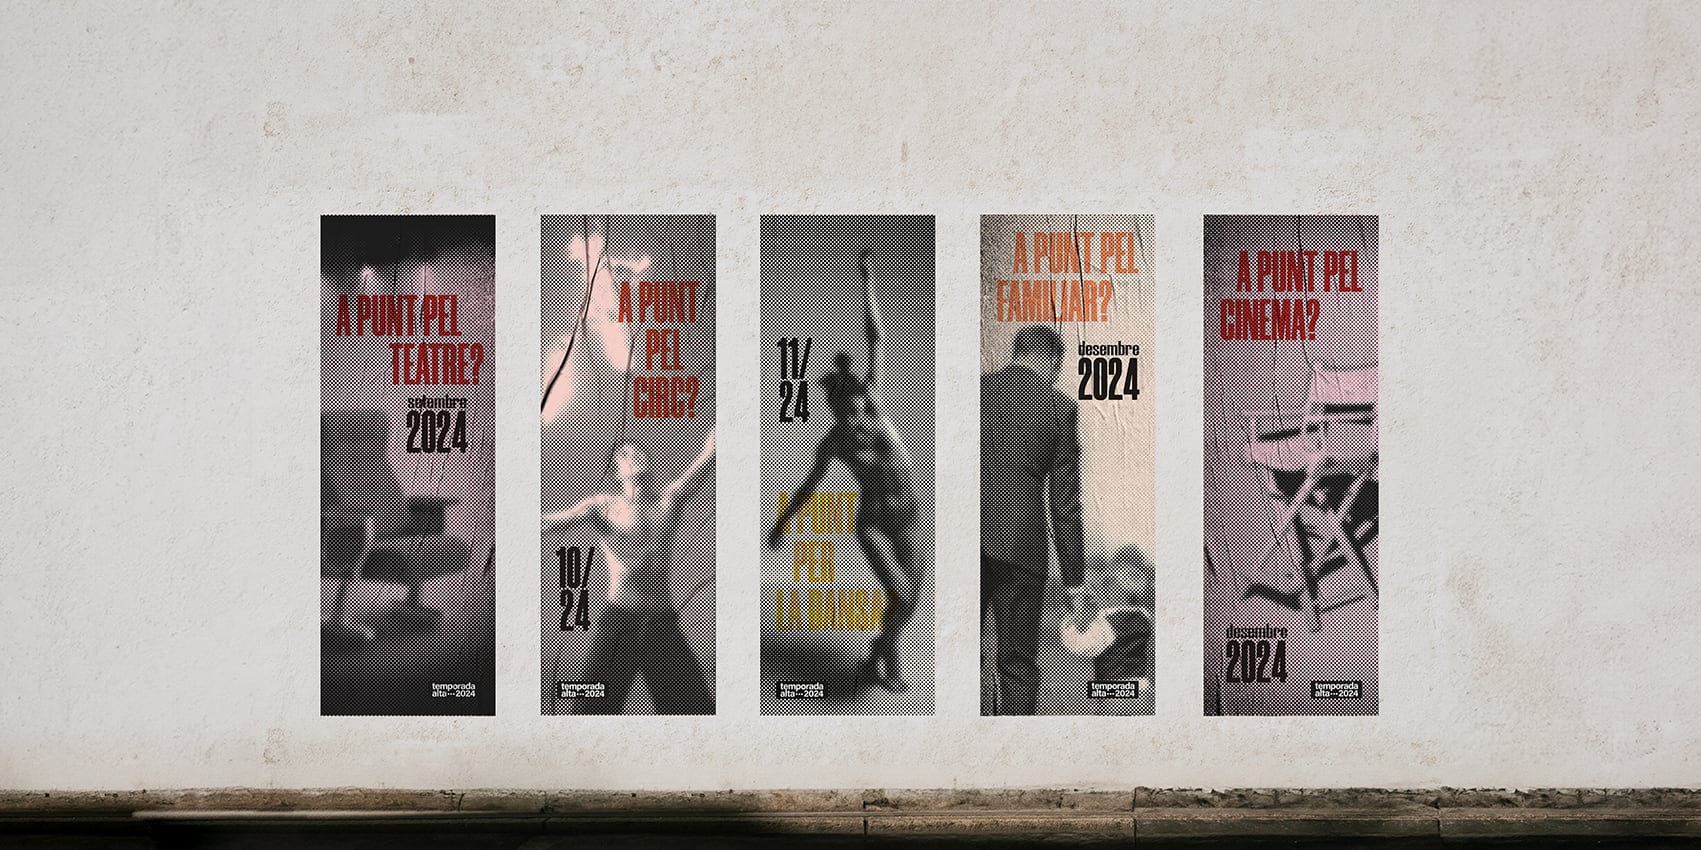 A PUNT PEL
TEATRE?
setembre
2024
temporada
alta···2024
A PUNT
PEL
CIRC?
10/
24
temporada
alta···2024
11/
24
A PUNT
PER
LA DANSA
temporada
alta···2024
A PUNT PEL
FAMILIAR?
desembre
2024
temporada
alta···2024
A PUNT PEL
CINEMA?
desembre
2024
temporada
alta···2024